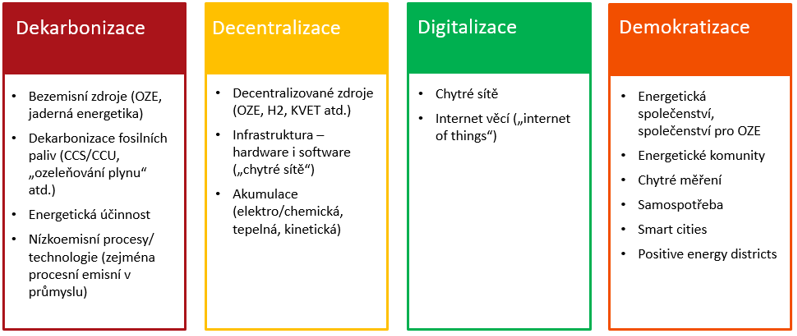 Dekarbonizace
• Bezemisní zdroje (OZE,
jaderná energetika)
• Dekarbonizace fosilních
paliv (CCS/CCU,
„ozeleňování plynu“
atd.)
• Energetická účinnost
• Nízkoemisní procesy/
technologie (zejména
procesní emisní v
průmyslu)
Decentralizace
• Decentralizované zdroje
(OZE, H2, KVET atd.)
• Infrastruktura –
hardware i software
(„chytré sítě“)
• Akumulace
(elektro/chemická,
tepelná, kinetická)
Digitalizace
• Chytré sítě
• Internet věcí („internet
of things“)
Demokratizace
• Energetická
společenství,
společenství pro OZE
• Energetické komunity
• Chytré měření
• Samospotřeba
• Smart cities
• Positive energy districts